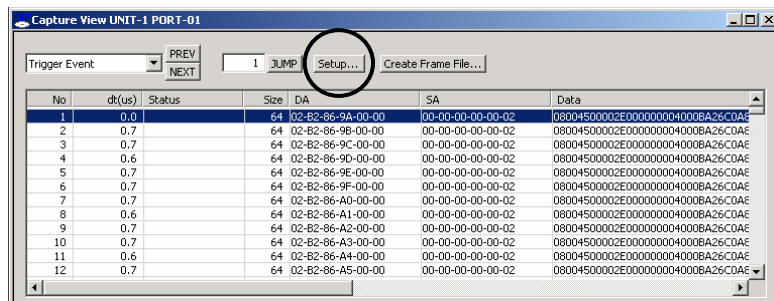 Capture View UNIT-1 PORT-01
Trigger Event PREV NEXT 1 JUMP Setup... Create Frame File...
No dt(us) Status Size DA SA Data
1 0.0 64 02-B2-86-9A-00-00 00-00-00-00-00-02 08004500002E000000004000BA26C0A8
2 0.7 64 02-B2-86-9B-00-00 00-00-00-00-00-02 08004500002E000000004000BA26C0A8
3 0.7 64 02-B2-86-9C-00-00 00-00-00-00-00-02 08004500002E000000004000BA26C0A8
4 0.6 64 02-B2-86-9D-00-00 00-00-00-00-00-02 08004500002E000000004000BA26C0A8
5 0.7 64 02-B2-86-9E-00-00 00-00-00-00-00-02 08004500002E000000004000BA26C0A8
6 0.7 64 02-B2-86-9F-00-00 00-00-00-00-00-02 08004500002E000000004000BA26C0A8
7 0.7 64 02-B2-86-A0-00-00 00-00-00-00-00-02 08004500002E000000004000BA26C0A8
8 0.6 64 02-B2-86-A1-00-00 00-00-00-00-00-02 08004500002E000000004000BA26C0A8
9 0.7 64 02-B2-86-A2-00-00 00-00-00-00-00-02 08004500002E000000004000BA26C0A8
10 0.7 64 02-B2-86-A3-00-00 00-00-00-00-00-02 08004500002E000000004000BA26C0A8
11 0.6 64 02-B2-86-A4-00-00 00-00-00-00-00-02 08004500002E000000004000BA26C0A8
12 0.7 64 02-B2-86-A5-00-00 00-00-00-00-00-02 08004500002E000000004000BA26C0A8